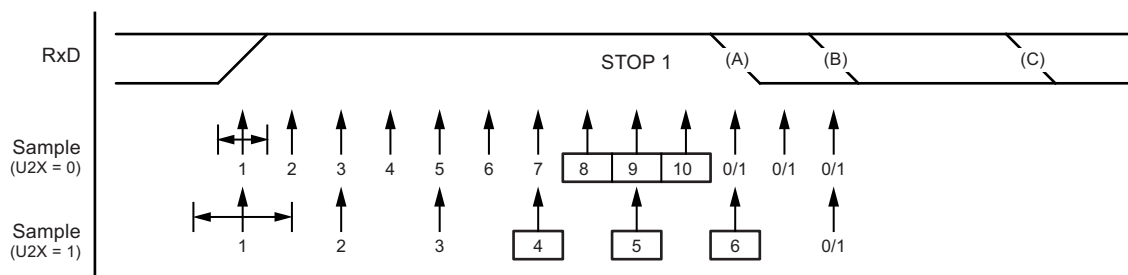 RxD STOP 1 (A) (B) (C)
Sample
(U2X = 0) 1 2 3 4 5 6 7 8 9 10 0/1 0/1 0/1
Sample
(U2X = 1) 1 2 3 4 5 6 0/1